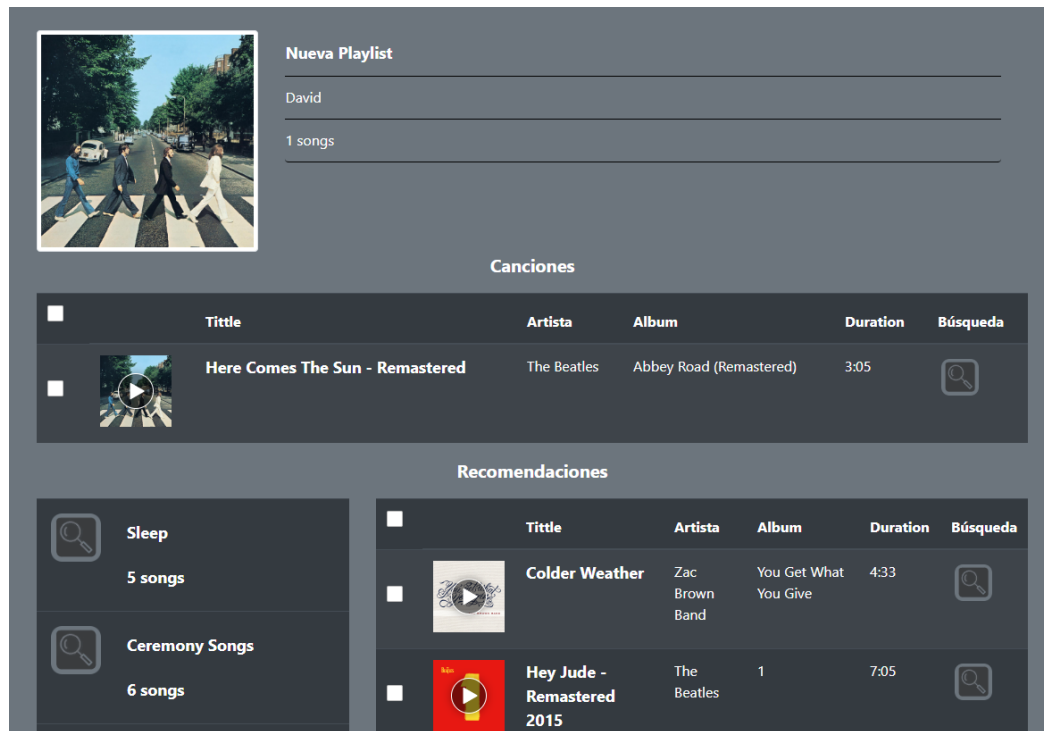 Nueva Playlist
David
1 songs
Canciones
Tittle Artista Album Duration Búsqueda
Here Comes The Sun - Remastered The Beatles Abbey Road (Remastered) 3:05
Recomendaciones
Sleep
5 songs
Ceremony Songs
6 songs
Tittle Artista Album Duration Búsqueda
Colder Weather Zac You Get What 4:33
Brown You Give
Band
Hey Jude - The 1 7:05
Remastered Beatles
2015